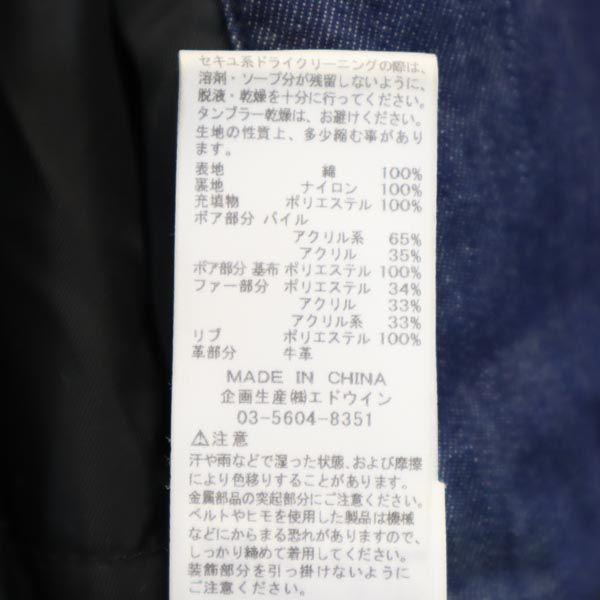 セキユ系ドライクリーニングの際は、
溶剤・ソープ分が残留しないように、
脱液・乾燥を十分に行ってください。
タンブラー乾燥は、お避けください。
生地の性質上、多少縮む事があり
ます。
表地 綿 100%
裏地 ナイロン 100%
充填物 ポリエステル 100%
ボア部分 パイル
アクリル系 65%
アクリル 35%
ボア部分 基布 ポリエステル 100%
ファー部分 ポリエステル 34%
アクリル 33%
アクリル系 33%
リブ ポリエステル 100%
革部分 牛革
MADE IN CHINA
企画生産㈱エドウイン
03-5604-8351
⚠注意
汗や雨などで湿った状態、および摩擦
により色移りすることがあります。
金属部品の突起部分にご注意ください。
ベルトやヒモを使用した製品は機械
などにからまる恐れがありますので、
しっかり締めて着用してください。
装飾部分を引っ掛けないように
ご注意ください。